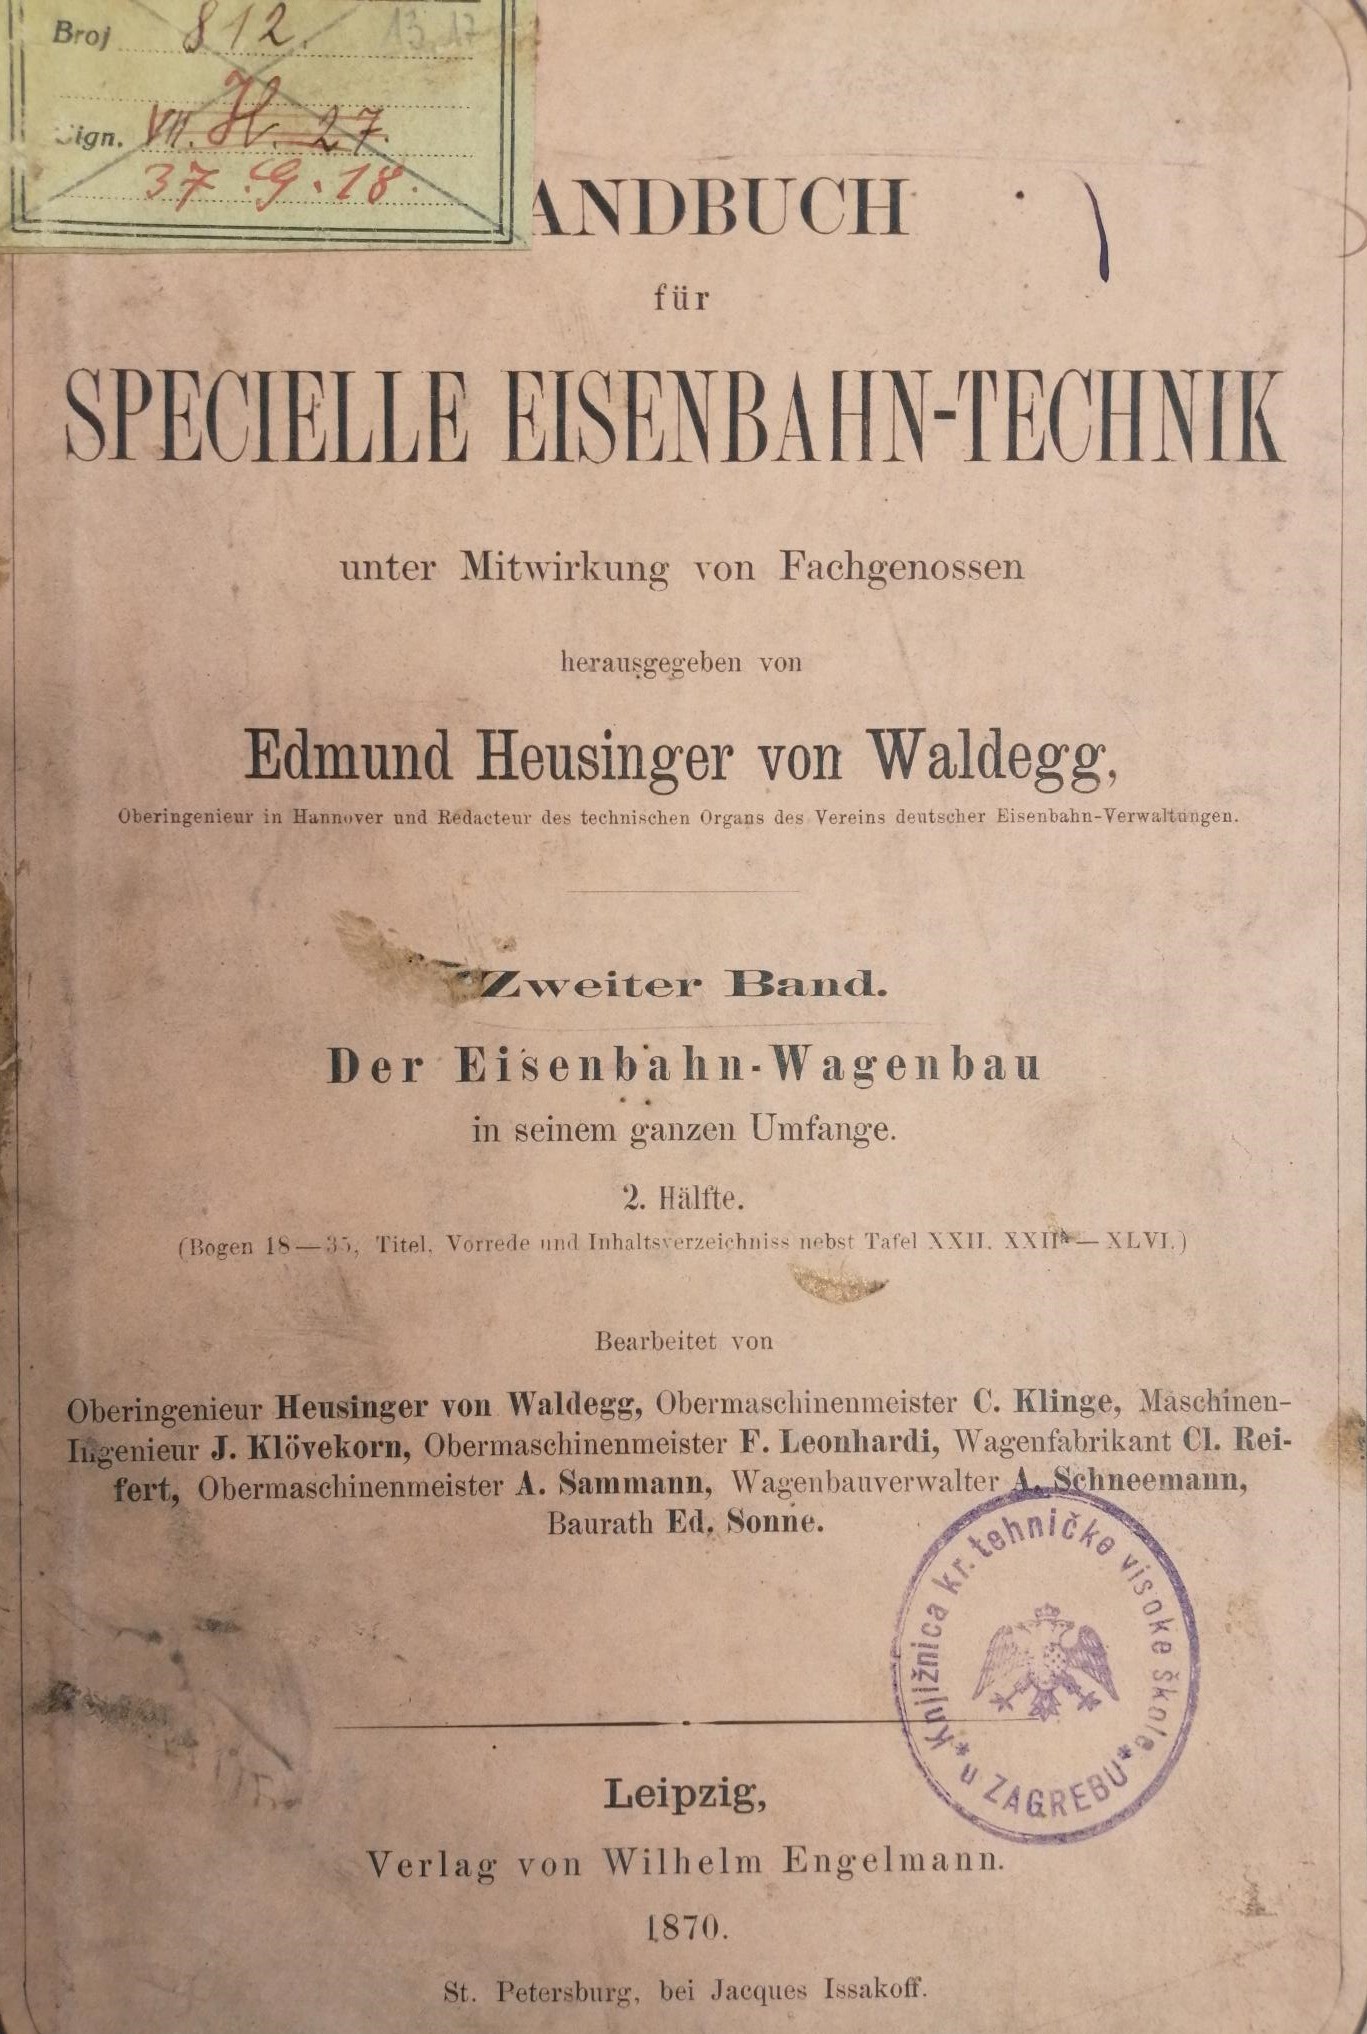 Broj 812. 13,17
Sign. VII. H. 27.
37.G.18.
ANDBUCH
für
SPECIELLE EISENBAHN-TECHNIK
unter Mitwirkung von Fachgenossen
herausgegeben von
Edmund Heusinger von Waldegg,
Oberingenieur in Hannover und Redacteur des technischen Organs des Vereins deutscher Eisenbahn-Verwaltungen.
Zweiter Band.
Der Eisenbahn-Wagenbau
in seinem ganzen Umfange.
2. Hälfte.
(Bogen 18—35, Titel, Vorrede und Inhaltsverzeichniss nebst Tafel XXII. XXIIa — XLVI.)
Bearbeitet von
Oberingenieur Heusinger von Waldegg, Obermaschinenmeister C. Klinge, Maschinen-
Ingenieur J. Klövekorn, Obermaschinenmeister F. Leonhardi, Wagenfabrikant Cl. Rei-
fert, Obermaschinenmeister A. Sammann, Wagenbauverwalter A. Schneemann,
Baurath Ed. Sonne.
Knjižnica kr. tehničke visoke škole
* u ZAGREBU *
Leipzig,
Verlag von Wilhelm Engelmann.
1870.
St. Petersburg, bei Jacques Issakoff.